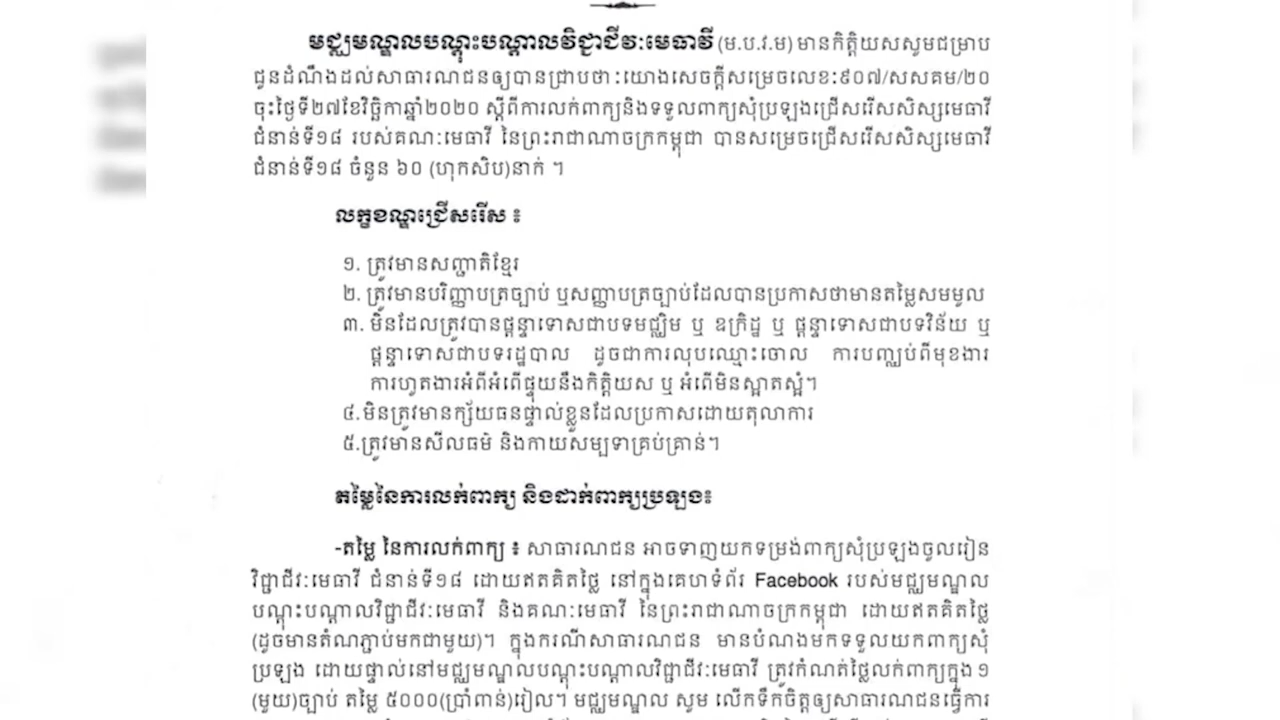 មជ្ឈមណ្ឌលបណ្តុះបណ្តាលវិជ្ជាជីវៈមេធាវី (ម.ប.វ.ម) មានកិត្តិយសសូមជម្រាប
ជូនដំណឹងដល់សាធារណជនឲ្យបានជ្រាបថា៖ យោងសេចក្តីសម្រេចលេខ៖៩០៧/សសគម/២០
ចុះថ្ងៃទី២៧ខែវិច្ឆិកាឆ្នាំ២០២០ ស្តីពីការលក់ពាក្យនិងទទួលពាក្យសុំប្រឡងជ្រើសរើសសិស្សមេធាវី
ជំនាន់ទី១៨ របស់គណៈមេធាវី នៃព្រះរាជាណាចក្រកម្ពុជា បានសម្រេចជ្រើសរើសសិស្សមេធាវី
ជំនាន់ទី១៨ ចំនួន ៦០ (ហុកសិប)នាក់ ។
លក្ខខណ្ឌជ្រើសរើស ៖
១. ត្រូវមានសញ្ជាតិខ្មែរ
២. ត្រូវមានបរិញ្ញាបត្រច្បាប់ ឬសញ្ញាបត្រច្បាប់ដែលបានប្រកាសថាមានតម្លៃសមមូល
៣. មិនដែលត្រូវបានផ្តន្ទាទោសជាបទមជ្ឈិម ឬ ឧក្រិដ្ឋ ឬ ផ្តន្ទាទោសជាបទវិន័យ ឬ
ផ្តន្ទាទោសជាបទរដ្ឋបាល ដូចជាការលុបឈ្មោះចោល ការបញ្ឈប់ពីមុខងារ
ការហូតងារអំពីអំពើផ្ទុយនឹងកិត្តិយស ឬ អំពើមិនស្អាតស្អំ។
៤.មិនត្រូវមានក្ស័យធនផ្ទាល់ខ្លួនដែលប្រកាសដោយតុលាការ
៥.ត្រូវមានសីលធម៌ និងកាយសម្បទាគ្រប់គ្រាន់។
តម្លៃនៃការលក់ពាក្យ និងដាក់ពាក្យប្រឡង៖
-តម្លៃ នៃការលក់ពាក្យ ៖ សាធារណជន អាចទាញយកទម្រង់ពាក្យសុំប្រឡងចូលរៀន
វិជ្ជាជីវៈមេធាវី ជំនាន់ទី១៨ ដោយឥតគិតថ្លៃ នៅក្នុងគេហទំព័រ Facebook របស់មជ្ឈមណ្ឌល
បណ្តុះបណ្តាលវិជ្ជាជីវៈមេធាវី និងគណៈមេធាវី នៃព្រះរាជាណាចក្រកម្ពុជា ដោយឥតគិតថ្លៃ
(ដូចមានតំណភ្ជាប់មកជាមួយ)។ ក្នុងករណីសាធារណជន មានបំណងមកទទួលយកពាក្យសុំ
ប្រឡង ដោយផ្ទាល់នៅមជ្ឈមណ្ឌលបណ្តុះបណ្តាលវិជ្ជាជីវៈមេធាវី ត្រូវកំណត់ថ្លៃលក់ពាក្យក្នុង ១
(មួយ)ច្បាប់ តម្លៃ ៥០០០(ប្រាំពាន់)រៀល។ មជ្ឈមណ្ឌល សូម លើកទឹកចិត្តឲ្យសាធារណជនធ្វើការ